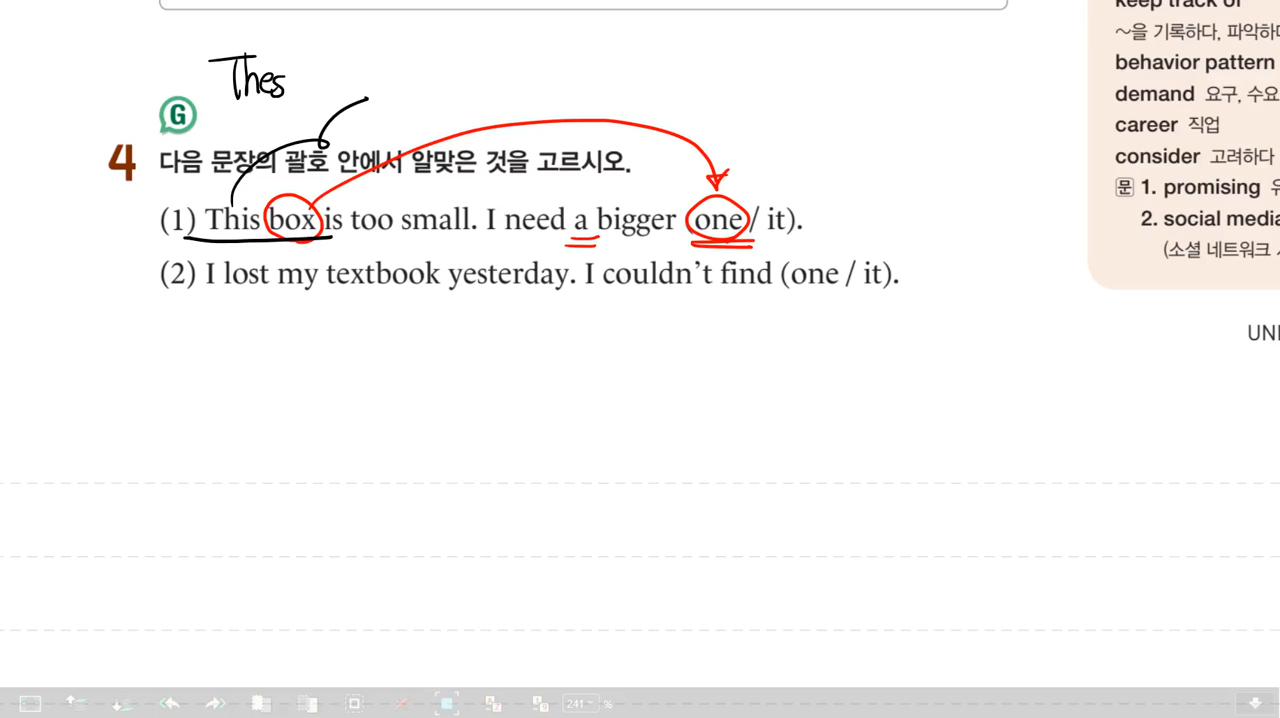 Thes
G
4 다음 문장의 괄호 안에서 알맞은 것을 고르시오.
(1) This box is too small. I need a bigger (one / it).
(2) I lost my textbook yesterday. I couldn't find (one / it).
keep track of
~을 기록하다, 파악하다
behavior pattern
demand 요구, 수요
career 직업
consider 고려하다
문 1. promising
2. social media
(소셜 네트워크
UNI
241 %